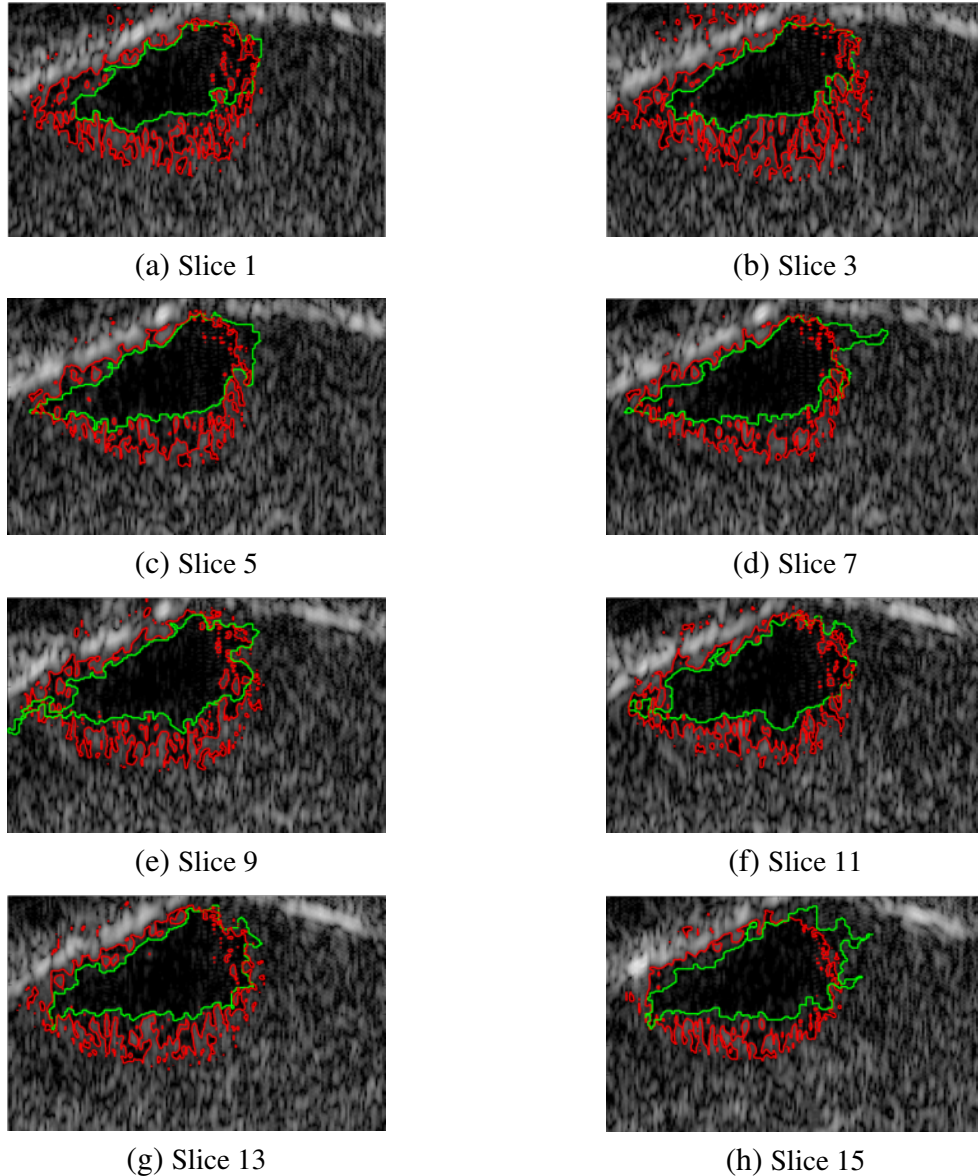 (a) Slice 1
(b) Slice 3
(c) Slice 5
(d) Slice 7
(e) Slice 9
(f) Slice 11
(g) Slice 13
(h) Slice 15